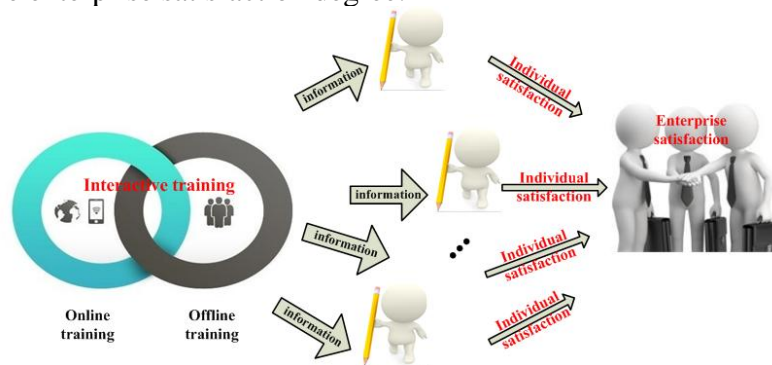 information
Individual
satisfaction
Enterprise
satisfaction
Interactive training
information
Individual
satisfaction
information
Individual
satisfaction
Online
training
Offline
training
information
Individual
satisfaction